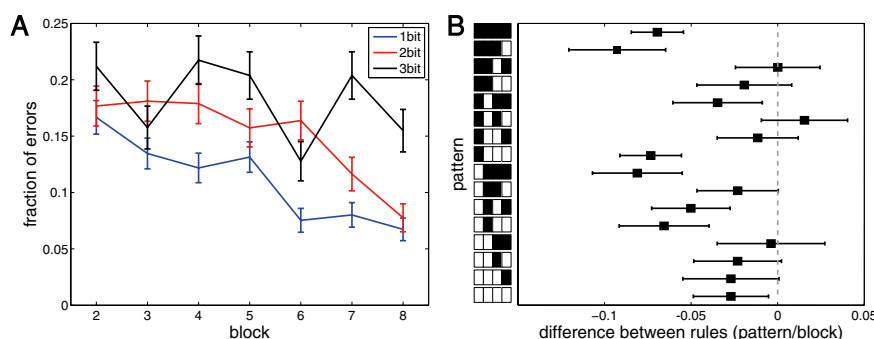 A
fraction of errors
0.25
0.2
0.15
0.1
0.05
0
2
3
4
5
6
7
8
block
1bit
2bit
3bit
B
pattern
−0.1
−0.05
0
0.05
difference between rules (pattern/block)